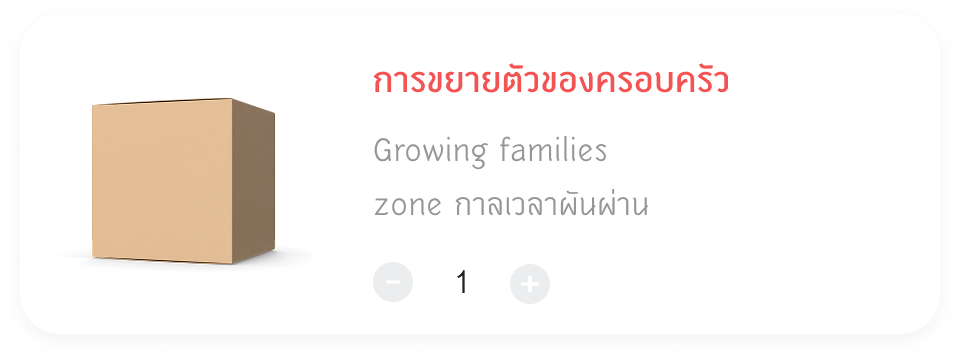 การขยายตัวของครอบครัว
Growing families
zone กาลเวลาผันผ่าน
- 1 +